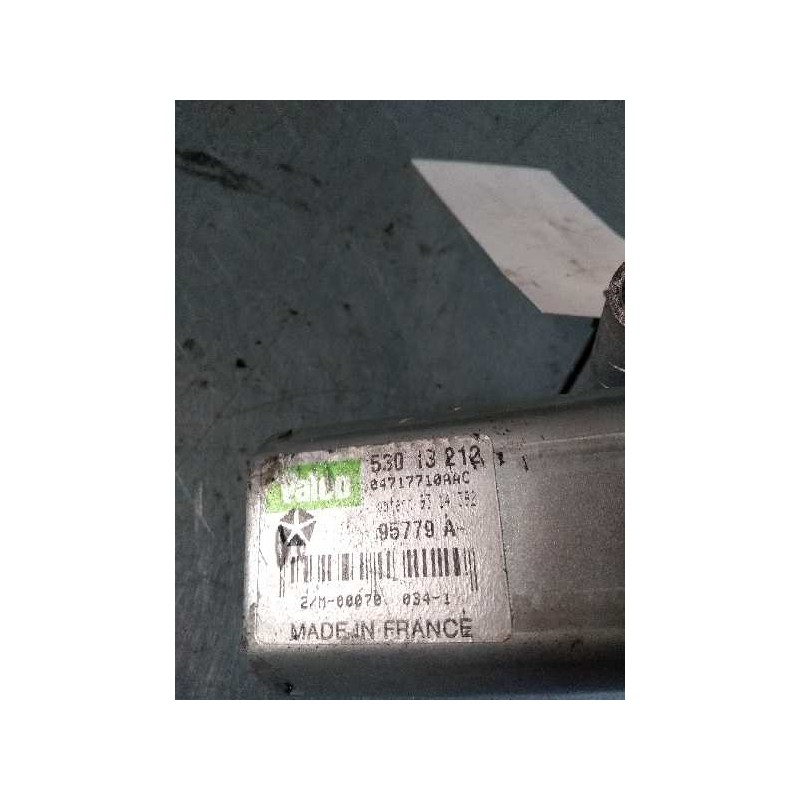 Valeo
530 13 212
04717710AAC
95779 A
2/M-00070 034-1
MADE IN FRANCE